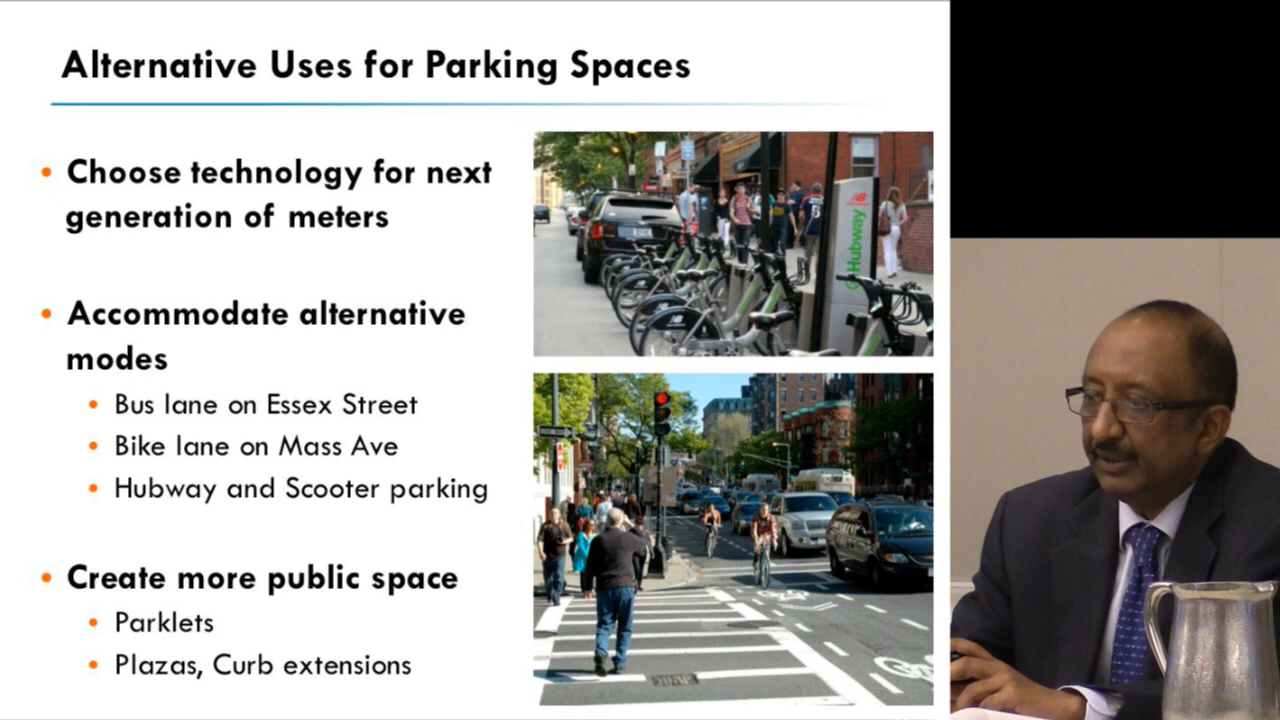 Alternative Uses for Parking Spaces
• Choose technology for next
generation of meters
• Accommodate alternative
modes
• Bus lane on Essex Street
• Bike lane on Mass Ave
• Hubway and Scooter parking
• Create more public space
• Parklets
• Plazas, Curb extensions
Hubway